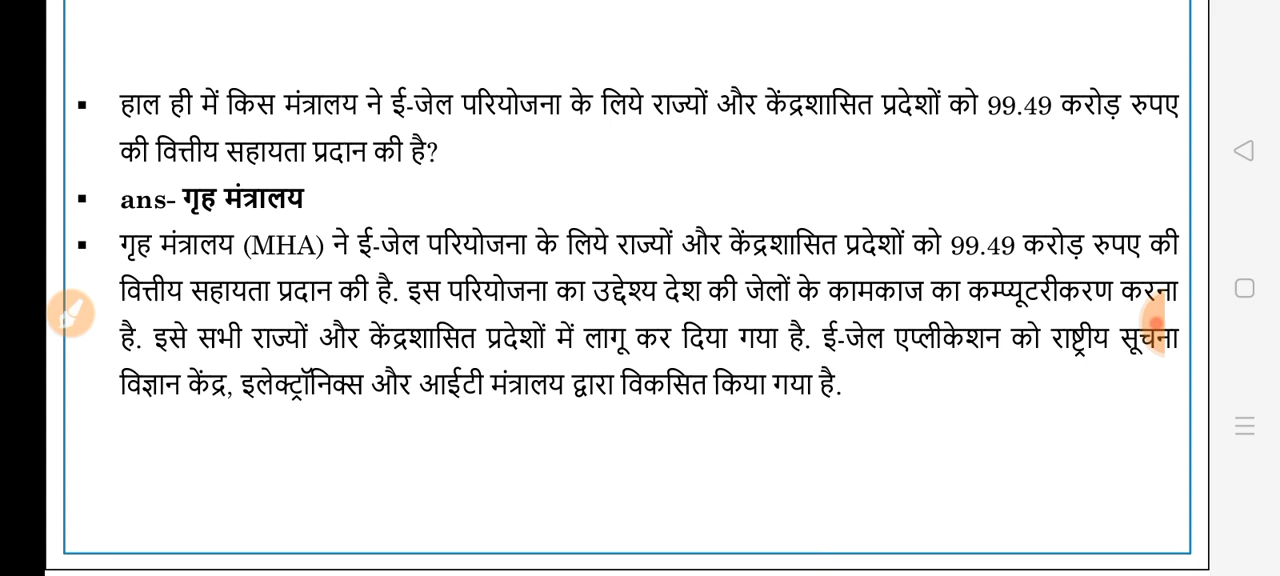 ▪ हाल ही में किस मंत्रालय ने ई-जेल परियोजना के लिये राज्यों और केंद्रशासित प्रदेशों को 99.49 करोड़ रुपए
की वित्तीय सहायता प्रदान की है?
▪ ans- गृह मंत्रालय
▪ गृह मंत्रालय (MHA) ने ई-जेल परियोजना के लिये राज्यों और केंद्रशासित प्रदेशों को 99.49 करोड़ रुपए की
वित्तीय सहायता प्रदान की है. इस परियोजना का उद्देश्य देश की जेलों के कामकाज का कम्प्यूटरीकरण करना
है. इसे सभी राज्यों और केंद्रशासित प्रदेशों में लागू कर दिया गया है. ई-जेल एप्लीकेशन को राष्ट्रीय सूचना
विज्ञान केंद्र, इलेक्ट्रॉनिक्स और आईटी मंत्रालय द्वारा विकसित किया गया है.